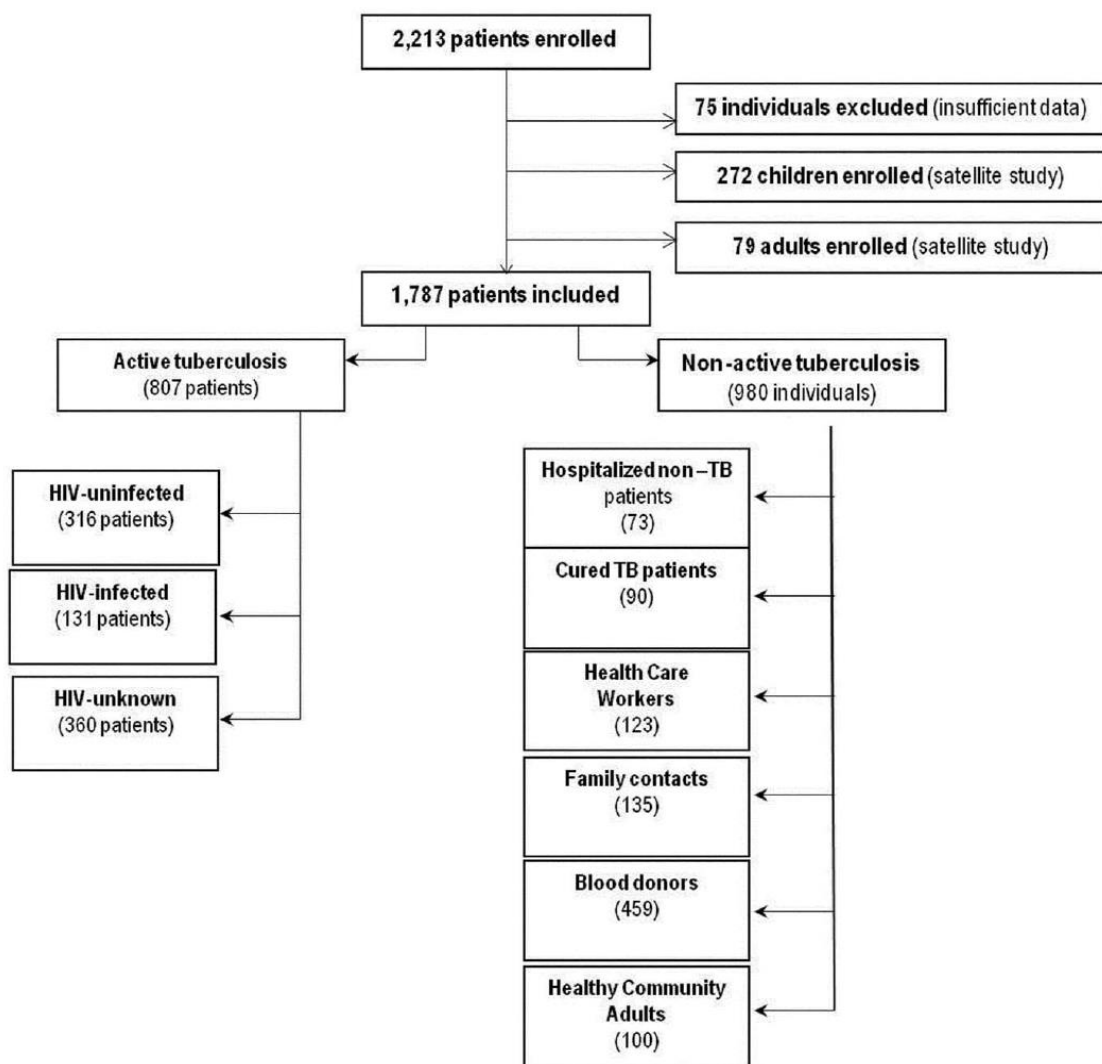 2,213 patients enrolled
75 individuals excluded (insufficient data)
272 children enrolled (satellite study)
79 adults enrolled (satellite study)
1,787 patients included
Active tuberculosis
(807 patients)
Non-active tuberculosis
(980 individuals)
HIV-uninfected
(316 patients)
HIV-infected
(131 patients)
HIV-unknown
(360 patients)
Hospitalized non –TB
patients
(73)
Cured TB patients
(90)
Health Care
Workers
(123)
Family contacts
(135)
Blood donors
(459)
Healthy Community
Adults
(100)